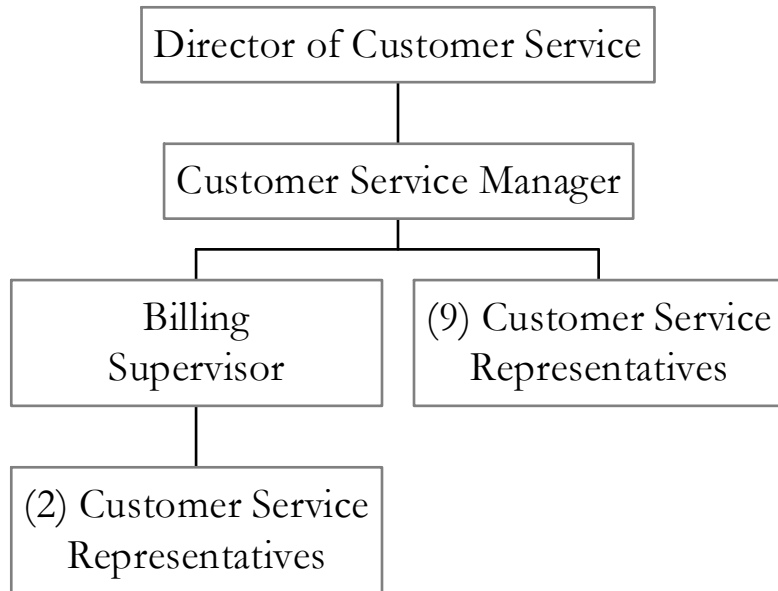 Director of Customer Service
Customer Service Manager
Billing
Supervisor
(9) Customer Service
Representatives
(2) Customer Service
Representatives